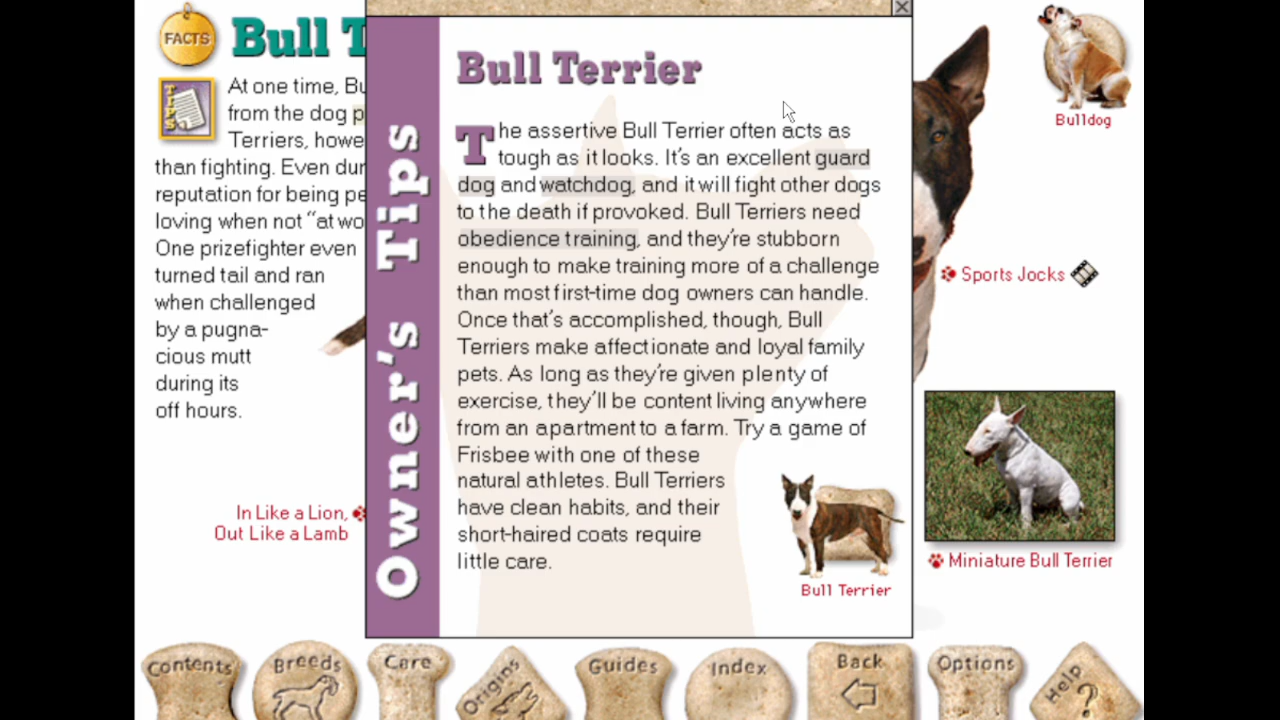 FACTS
Bull T
TIPS
At one time, Bu
from the dog p
Terriers, howe
than fighting. Even dur
reputation for being pe
loving when not “at wo
One prizefighter even
turned tail and ran
when challenged
by a pugna-
cious mutt
during its
off hours.
In Like a Lion,
Out Like a Lamb
Owner's Tips
Bull Terrier
The assertive Bull Terrier often acts as
tough as it looks. It's an excellent guard
dog and watchdog, and it will fight other dogs
to the death if provoked. Bull Terriers need
obedience training, and they're stubborn
enough to make training more of a challenge
than most first-time dog owners can handle.
Once that's accomplished, though, Bull
Terriers make affectionate and loyal family
pets. As long as they're given plenty of
exercise, they'll be content living anywhere
from an apartment to a farm. Try a game of
Frisbee with one of these
natural athletes. Bull Terriers
have clean habits, and their
short-haired coats require
little care.
Bull Terrier
Bulldog
Sports Jocks
Miniature Bull Terrier
Contents
Breeds
Care
Origins
Guides
Index
Back
Options
Help
?